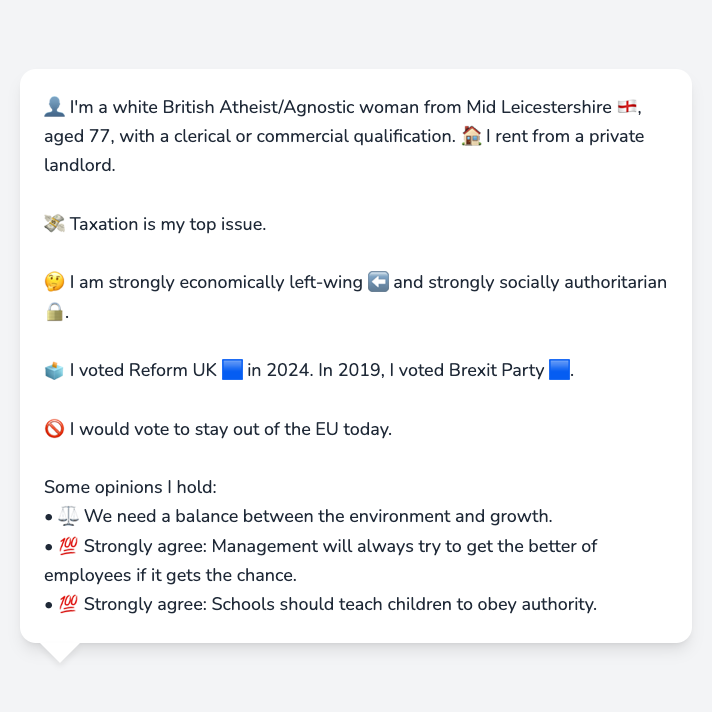 👤 I'm a white British Atheist/Agnostic woman from Mid Leicestershire 🏴󠁧󠁢󠁥󠁮󠁧󠁿,
aged 77, with a clerical or commercial qualification. 🏠 I rent from a private
landlord.
💸 Taxation is my top issue.
🤔 I am strongly economically left-wing ⬅️ and strongly socially authoritarian
🔒.
🗳️ I voted Reform UK 🟦 in 2024. In 2019, I voted Brexit Party 🟦.
🚫 I would vote to stay out of the EU today.
Some opinions I hold:
• ⚖️ We need a balance between the environment and growth.
• 💯 Strongly agree: Management will always try to get the better of
employees if it gets the chance.
• 💯 Strongly agree: Schools should teach children to obey authority.